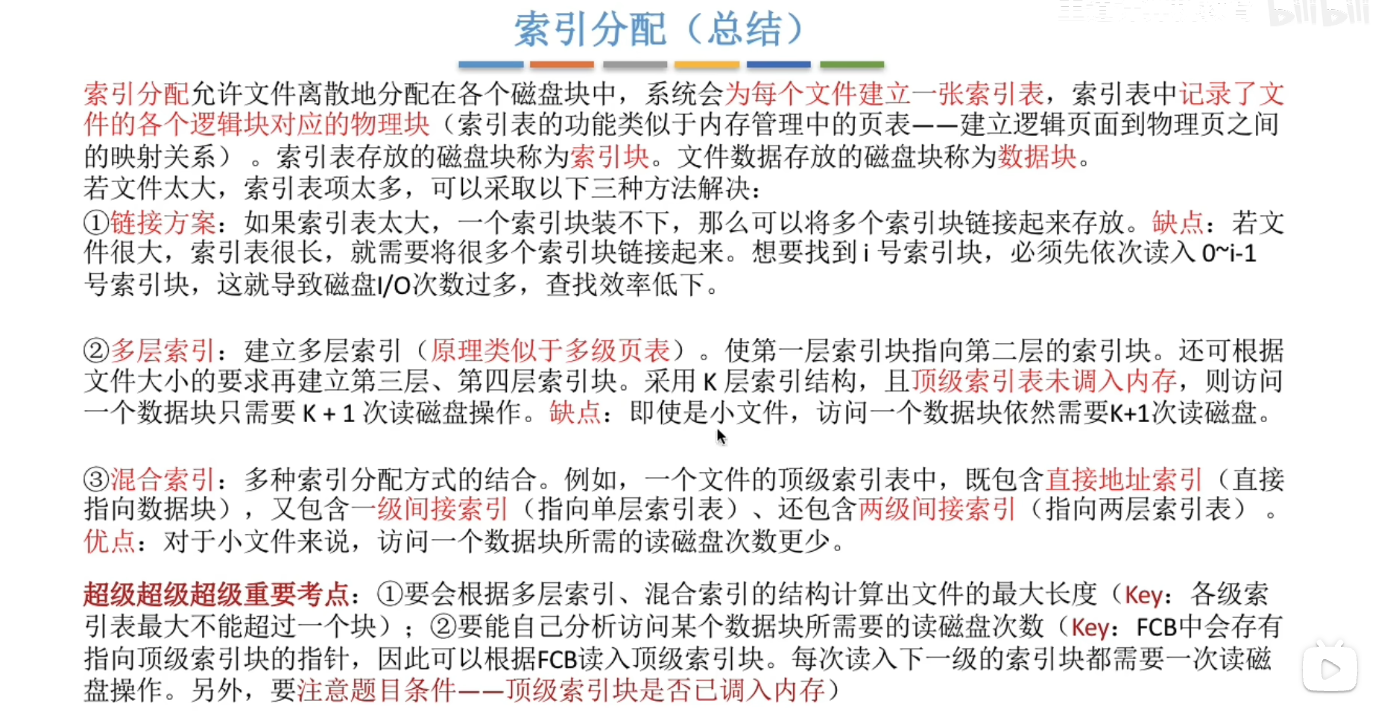 索引分配（总结）
bilibili
索引分配允许文件离散地分配在各个磁盘块中，系统会为每个文件建立一张索引表，索引表中记录了文
件的各个逻辑块对应的物理块（索引表的功能类似于内存管理中的页表——建立逻辑页面到物理页之间
的映射关系）。索引表存放的磁盘块称为索引块。文件数据存放的磁盘块称为数据块。
若文件太大，索引表项太多，可以采取以下三种方法解决：
①链接方案：如果索引表太大，一个索引块装不下，那么可以将多个索引块链接起来存放。缺点：若文
件很大，索引表很长，就需要将很多个索引块链接起来。想要找到 i 号索引块，必须先依次读入 0~i-1
号索引块，这就导致磁盘I/O次数过多，查找效率低下。
②多层索引：建立多层索引（原理类似于多级页表）。使第一层索引块指向第二层的索引块。还可根据
文件大小的要求再建立第三层、第四层索引块。采用 K 层索引结构，且顶级索引表未调入内存，则访问
一个数据块只需要 K + 1 次读磁盘操作。缺点：即使是小文件，访问一个数据块依然需要K+1次读磁盘。
③混合索引：多种索引分配方式的结合。例如，一个文件的顶级索引表中，既包含直接地址索引（直接
指向数据块），又包含一级间接索引（指向单层索引表）、还包含两级间接索引（指向两层索引表）。
优点：对于小文件来说，访问一个数据块所需的读磁盘次数更少。
超级超级超级重要考点：①要会根据多层索引、混合索引的结构计算出文件的最大长度（Key：各级索
引表最大不能超过一个块）；②要能自己分析访问某个数据块所需要的读磁盘次数（Key：FCB中会存有
指向顶级索引块的指针，因此可以根据FCB读入顶级索引块。每次读入下一级的索引块都需要一次读磁
盘操作。另外，要注意题目条件——顶级索引块是否已调入内存）